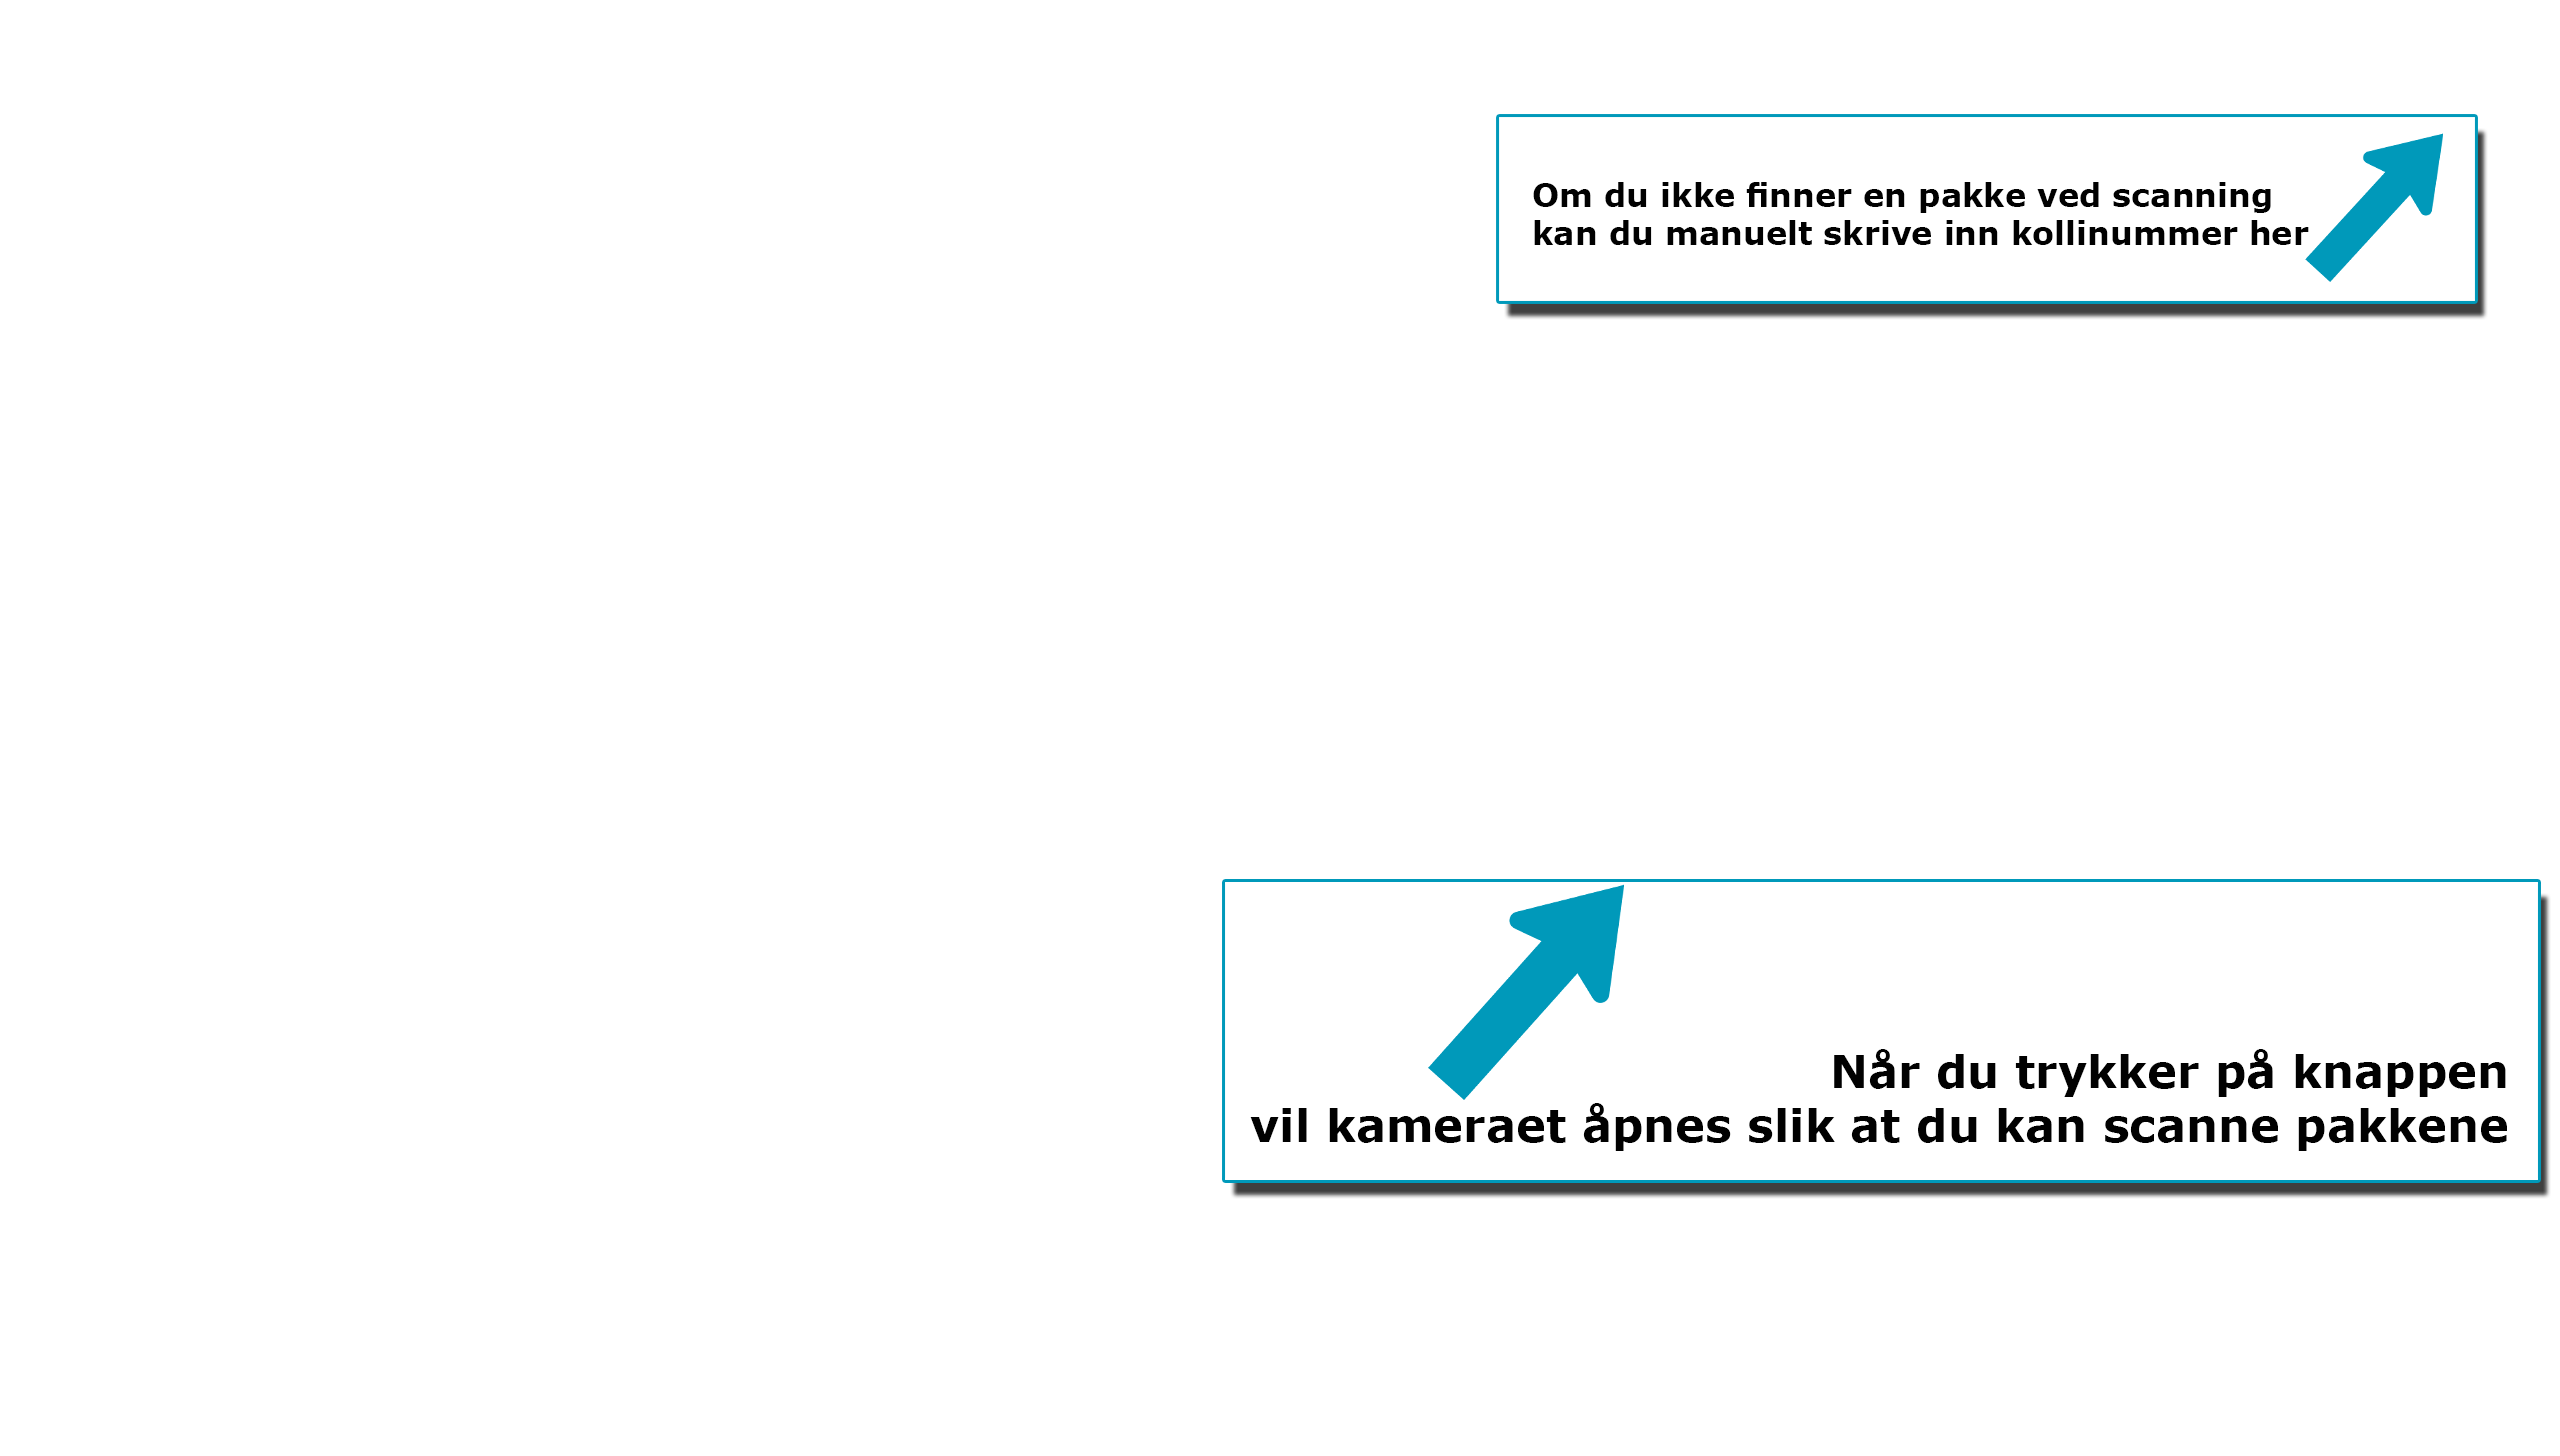 Om du ikke finner en pakke ved scanning
kan du manuelt skrive inn kollinummer her
Når du trykker på knappen
vil kameraet åpnes slik at du kan scanne pakkene